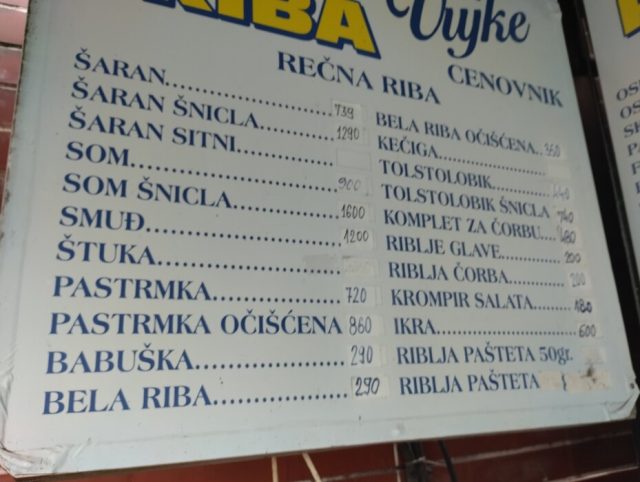 RIBA
Vujke
REČNA RIBA
CENOVNIK
ŠARAN 739
ŠARAN ŠNICLA 1290
ŠARAN SITNI
SOM 900
SOM ŠNICLA 1600
SMUĐ 1200
ŠTUKA
PASTRMKA 720
PASTRMKA OČIŠĆENA 860
BABUŠKA 290
BELA RIBA 290
BELA RIBA OČIŠĆENA 350
KEČIGA
TOLSTOLOBIK
TOLSTOLOBIK ŠNICLA 740
KOMPLET ZA ČORBU 480
RIBLJE GLAVE 200
RIBLJA ČORBA 200
KROMPIR SALATA 180
IKRA 600
RIBLJA PAŠTETA 50gr.
RIBLJA PAŠTETA